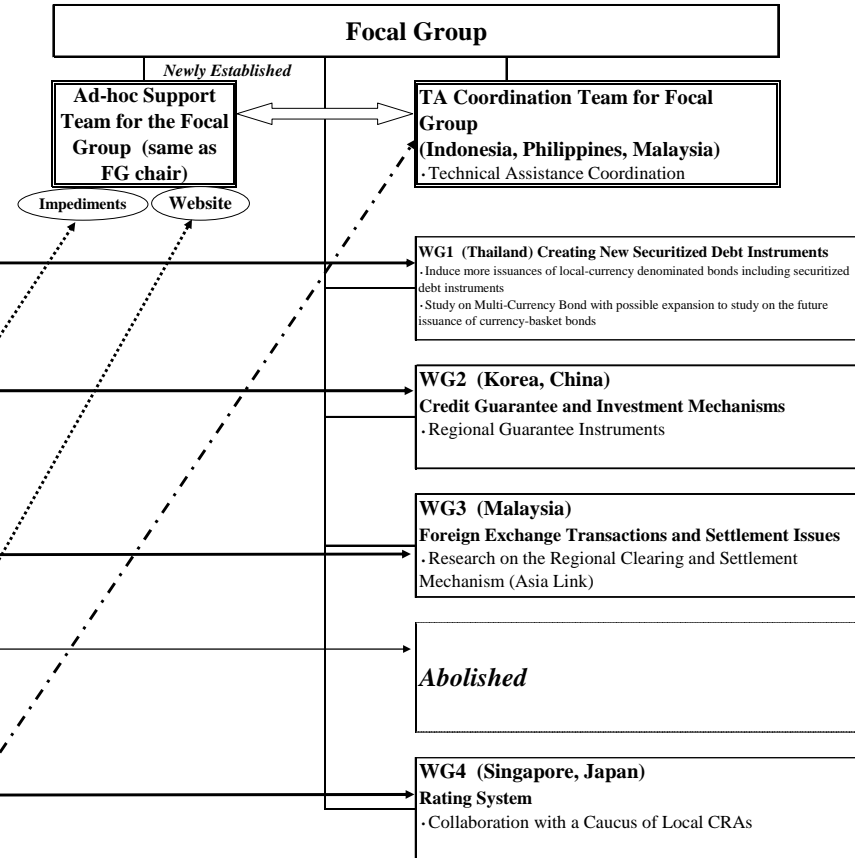 Focal Group
Newly Established
Ad-hoc Support
Team for the Focal
Group (same as
FG chair)
TA Coordination Team for Focal
Group
(Indonesia, Philippines, Malaysia)
・Technical Assistance Coordination
Impediments
Website
WG1 (Thailand) Creating New Securitized Debt Instruments
・Induce more issuances of local-currency denominated bonds including securitized
debt instruments
・Study on Multi-Currency Bond with possible expansion to study on the future
issuance of currency-basket bonds
WG2 (Korea, China)
Credit Guarantee and Investment Mechanisms
・Regional Guarantee Instruments
WG3 (Malaysia)
Foreign Exchange Transactions and Settlement Issues
・Research on the Regional Clearing and Settlement
Mechanism (Asia Link)
Abolished
WG4 (Singapore, Japan)
Rating System
・Collaboration with a Caucus of Local CRAs